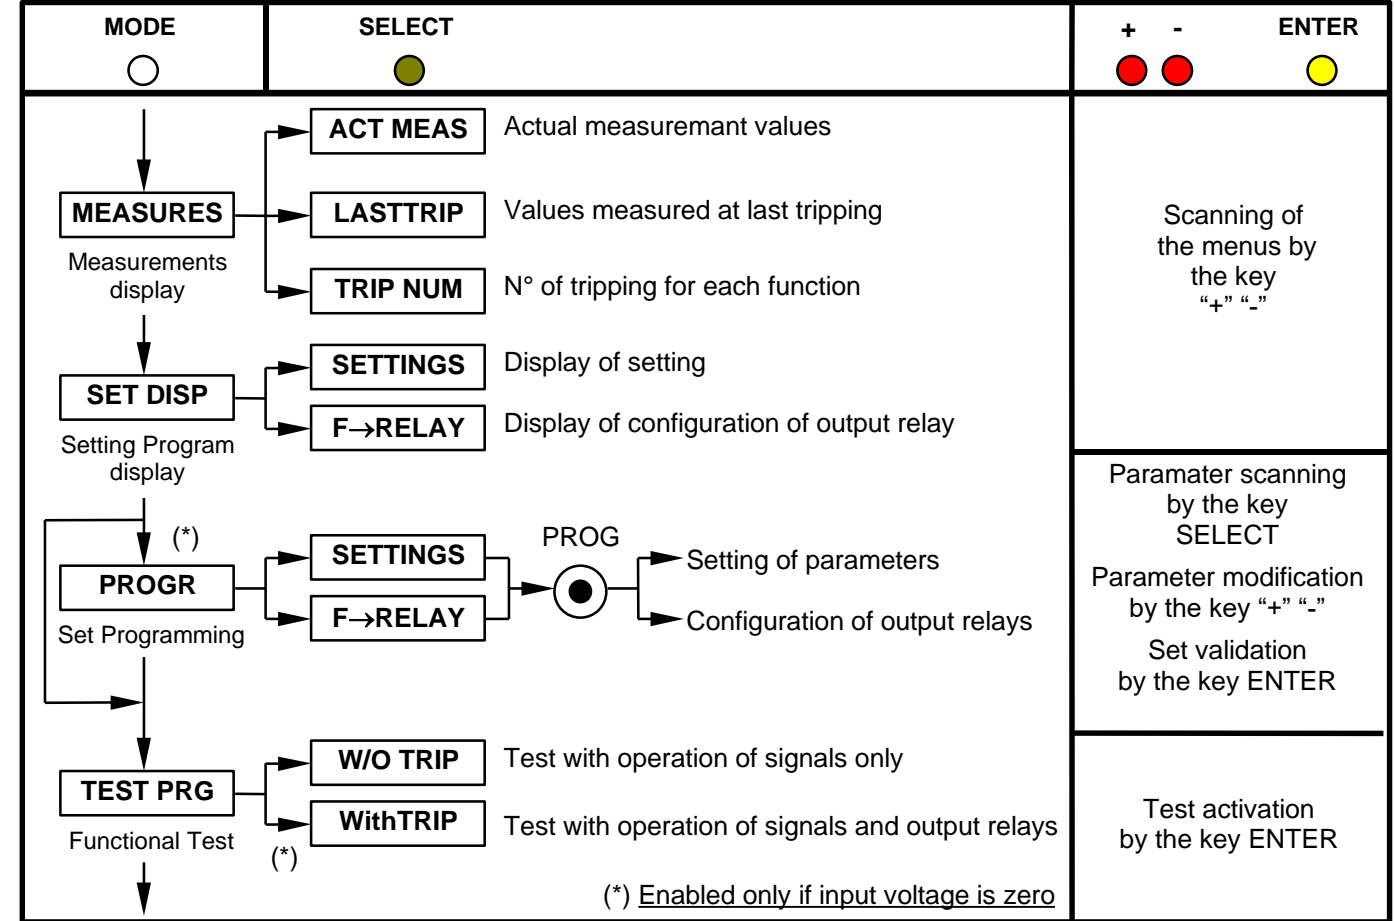 MODE
SELECT
+ -
ENTER
ACT MEAS
Actual measuremant values
MEASURES
LASTTRIP
Values measured at last tripping
Measurements
display
TRIP NUM
N° of tripping for each function
Scanning of
the menus by
the key
“+” “-”
SETTINGS
Display of setting
SET DISP
F→RELAY
Display of configuration of output relay
Setting Program
display
(*)
SETTINGS
PROG
Setting of parameters
PROGR
F→RELAY
Configuration of output relays
Set Programming
Paramater scanning
by the key
SELECT
Parameter modification
by the key “+” “-”
Set validation
by the key ENTER
W/O TRIP
Test with operation of signals only
TEST PRG
WithTRIP
Test with operation of signals and output relays
Functional Test
(*)
Test activation
by the key ENTER
(*) Enabled only if input voltage is zero